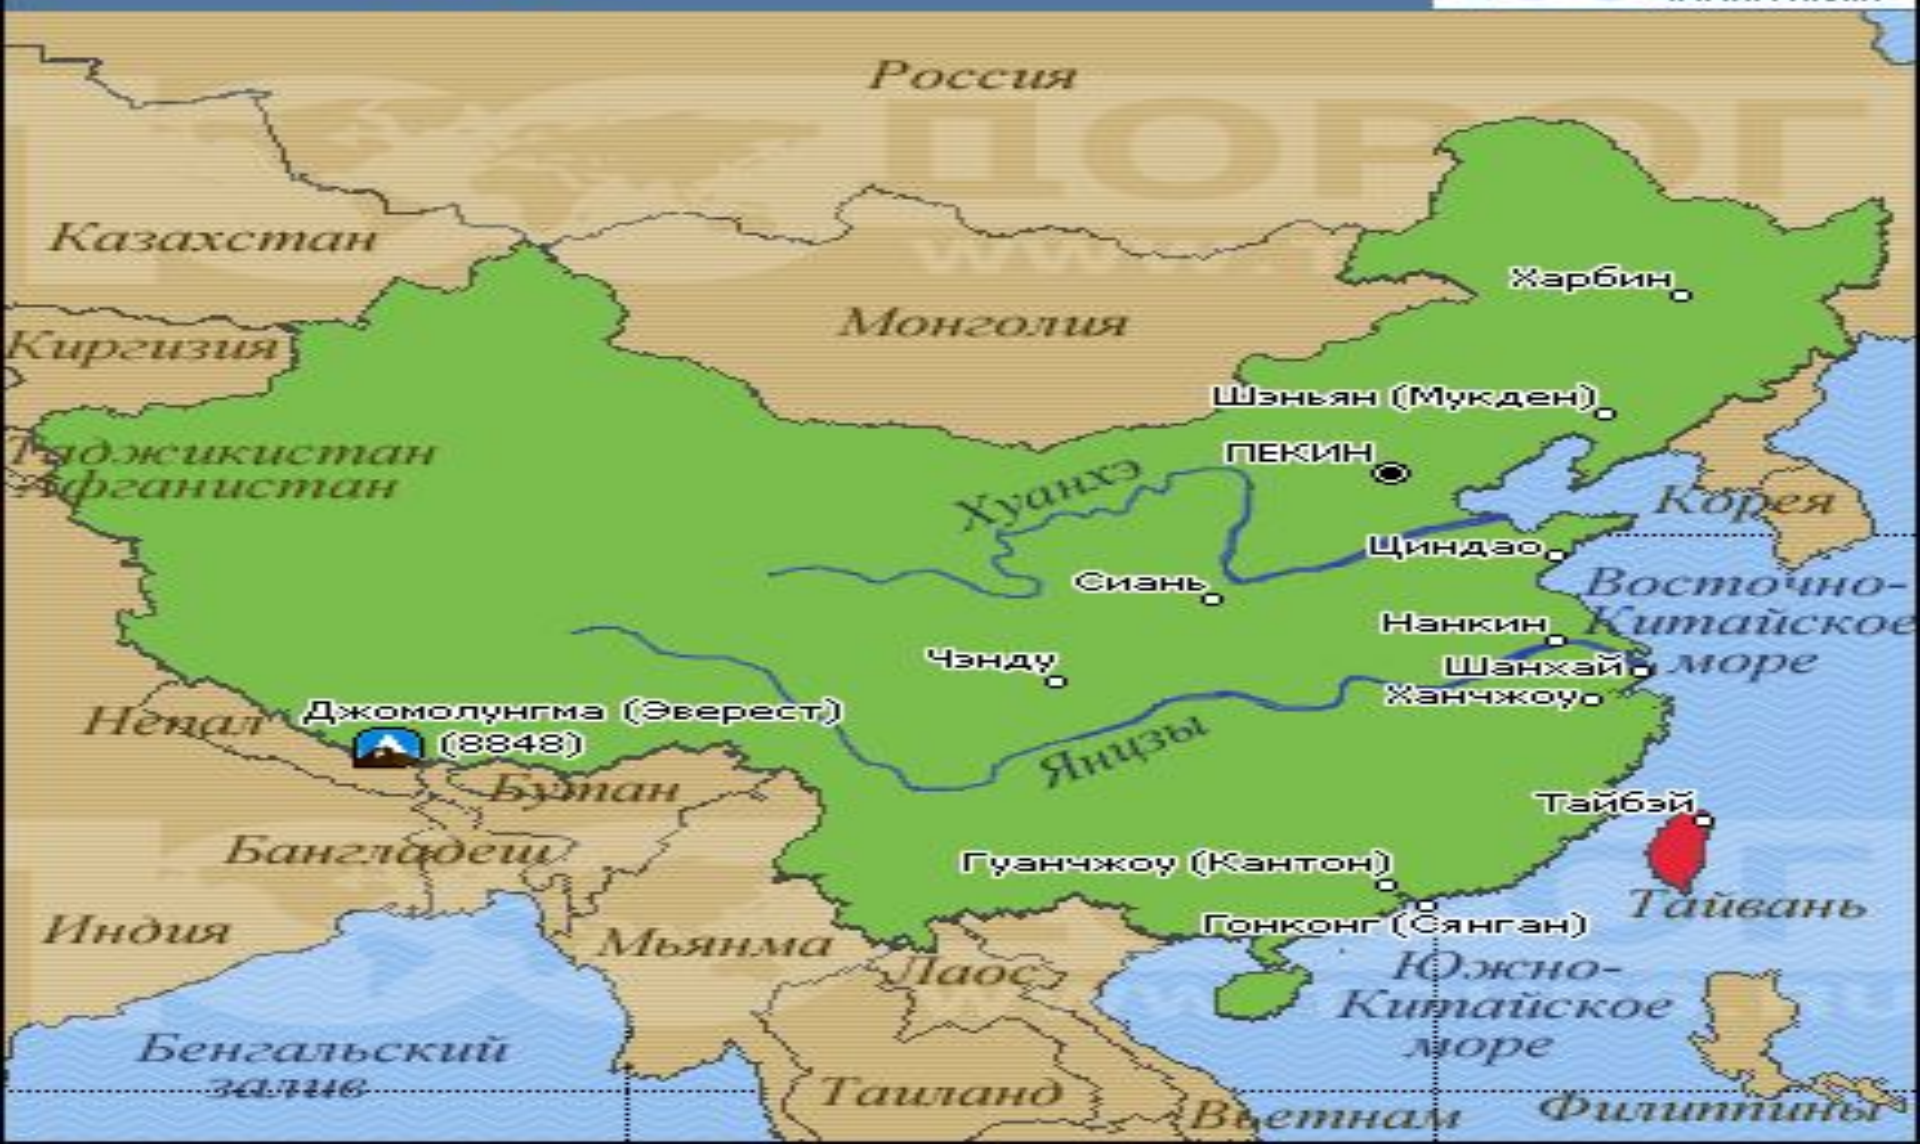 Россия
ДОРОГ
Казахстан
www.
Харбин
Монголия
Киргизия
Шэньян (Мукден)
ПЕКИН
Таджикистан
Хуанхэ
Афганистан
Корея
Циндао
Сиань
Восточно-
Китайское
море
Нанкин
Чэнду
Шанхай
Ханчжоу
Джомолунгма (Эверест)
(8848)
Непал
Янцзы
Бутан
Тайбэй
Бангладеш
Гуанчжоу (Кантон)
Тайвань
Индия
Гонконг (Сянган)
Мьянма
Лаос
Южно-
Китайское
море
Бенгальский
залив
Таиланд
Вьетнам
Филиппины